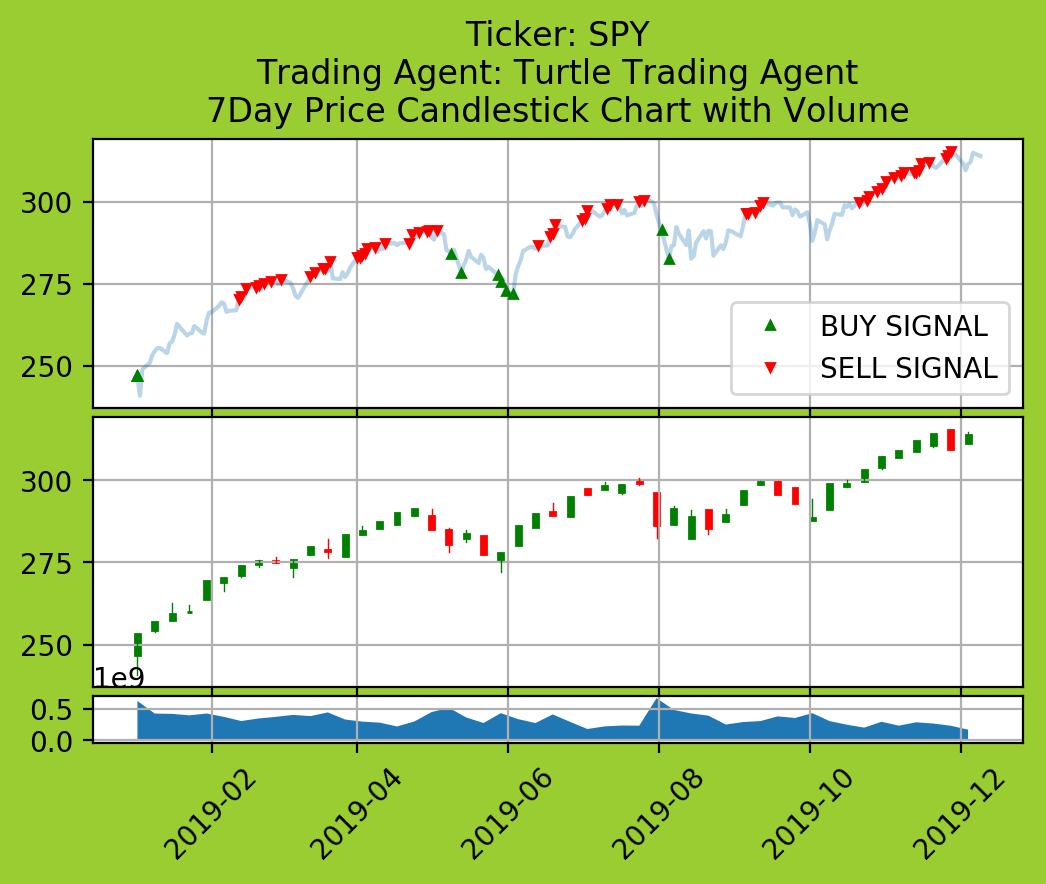 Ticker: SPY
Trading Agent: Turtle Trading Agent
7Day Price Candlestick Chart with Volume
300
275
250
BUY SIGNAL
SELL SIGNAL
300
275
250
1e9
0.5
0.0
2019-02
2019-04
2019-06
2019-08
2019-10
2019-12